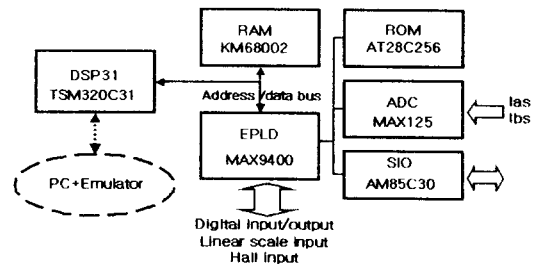 RAM
KM68002
ROM
AT28C256
DSP31
TSM320C31
Address /data bus
ADC
MAX125
Ias
Ibs
EPLD
MAX9400
SIO
AM85C30
PC+Emulator
Digital input/output
Linear scale input
Hall input